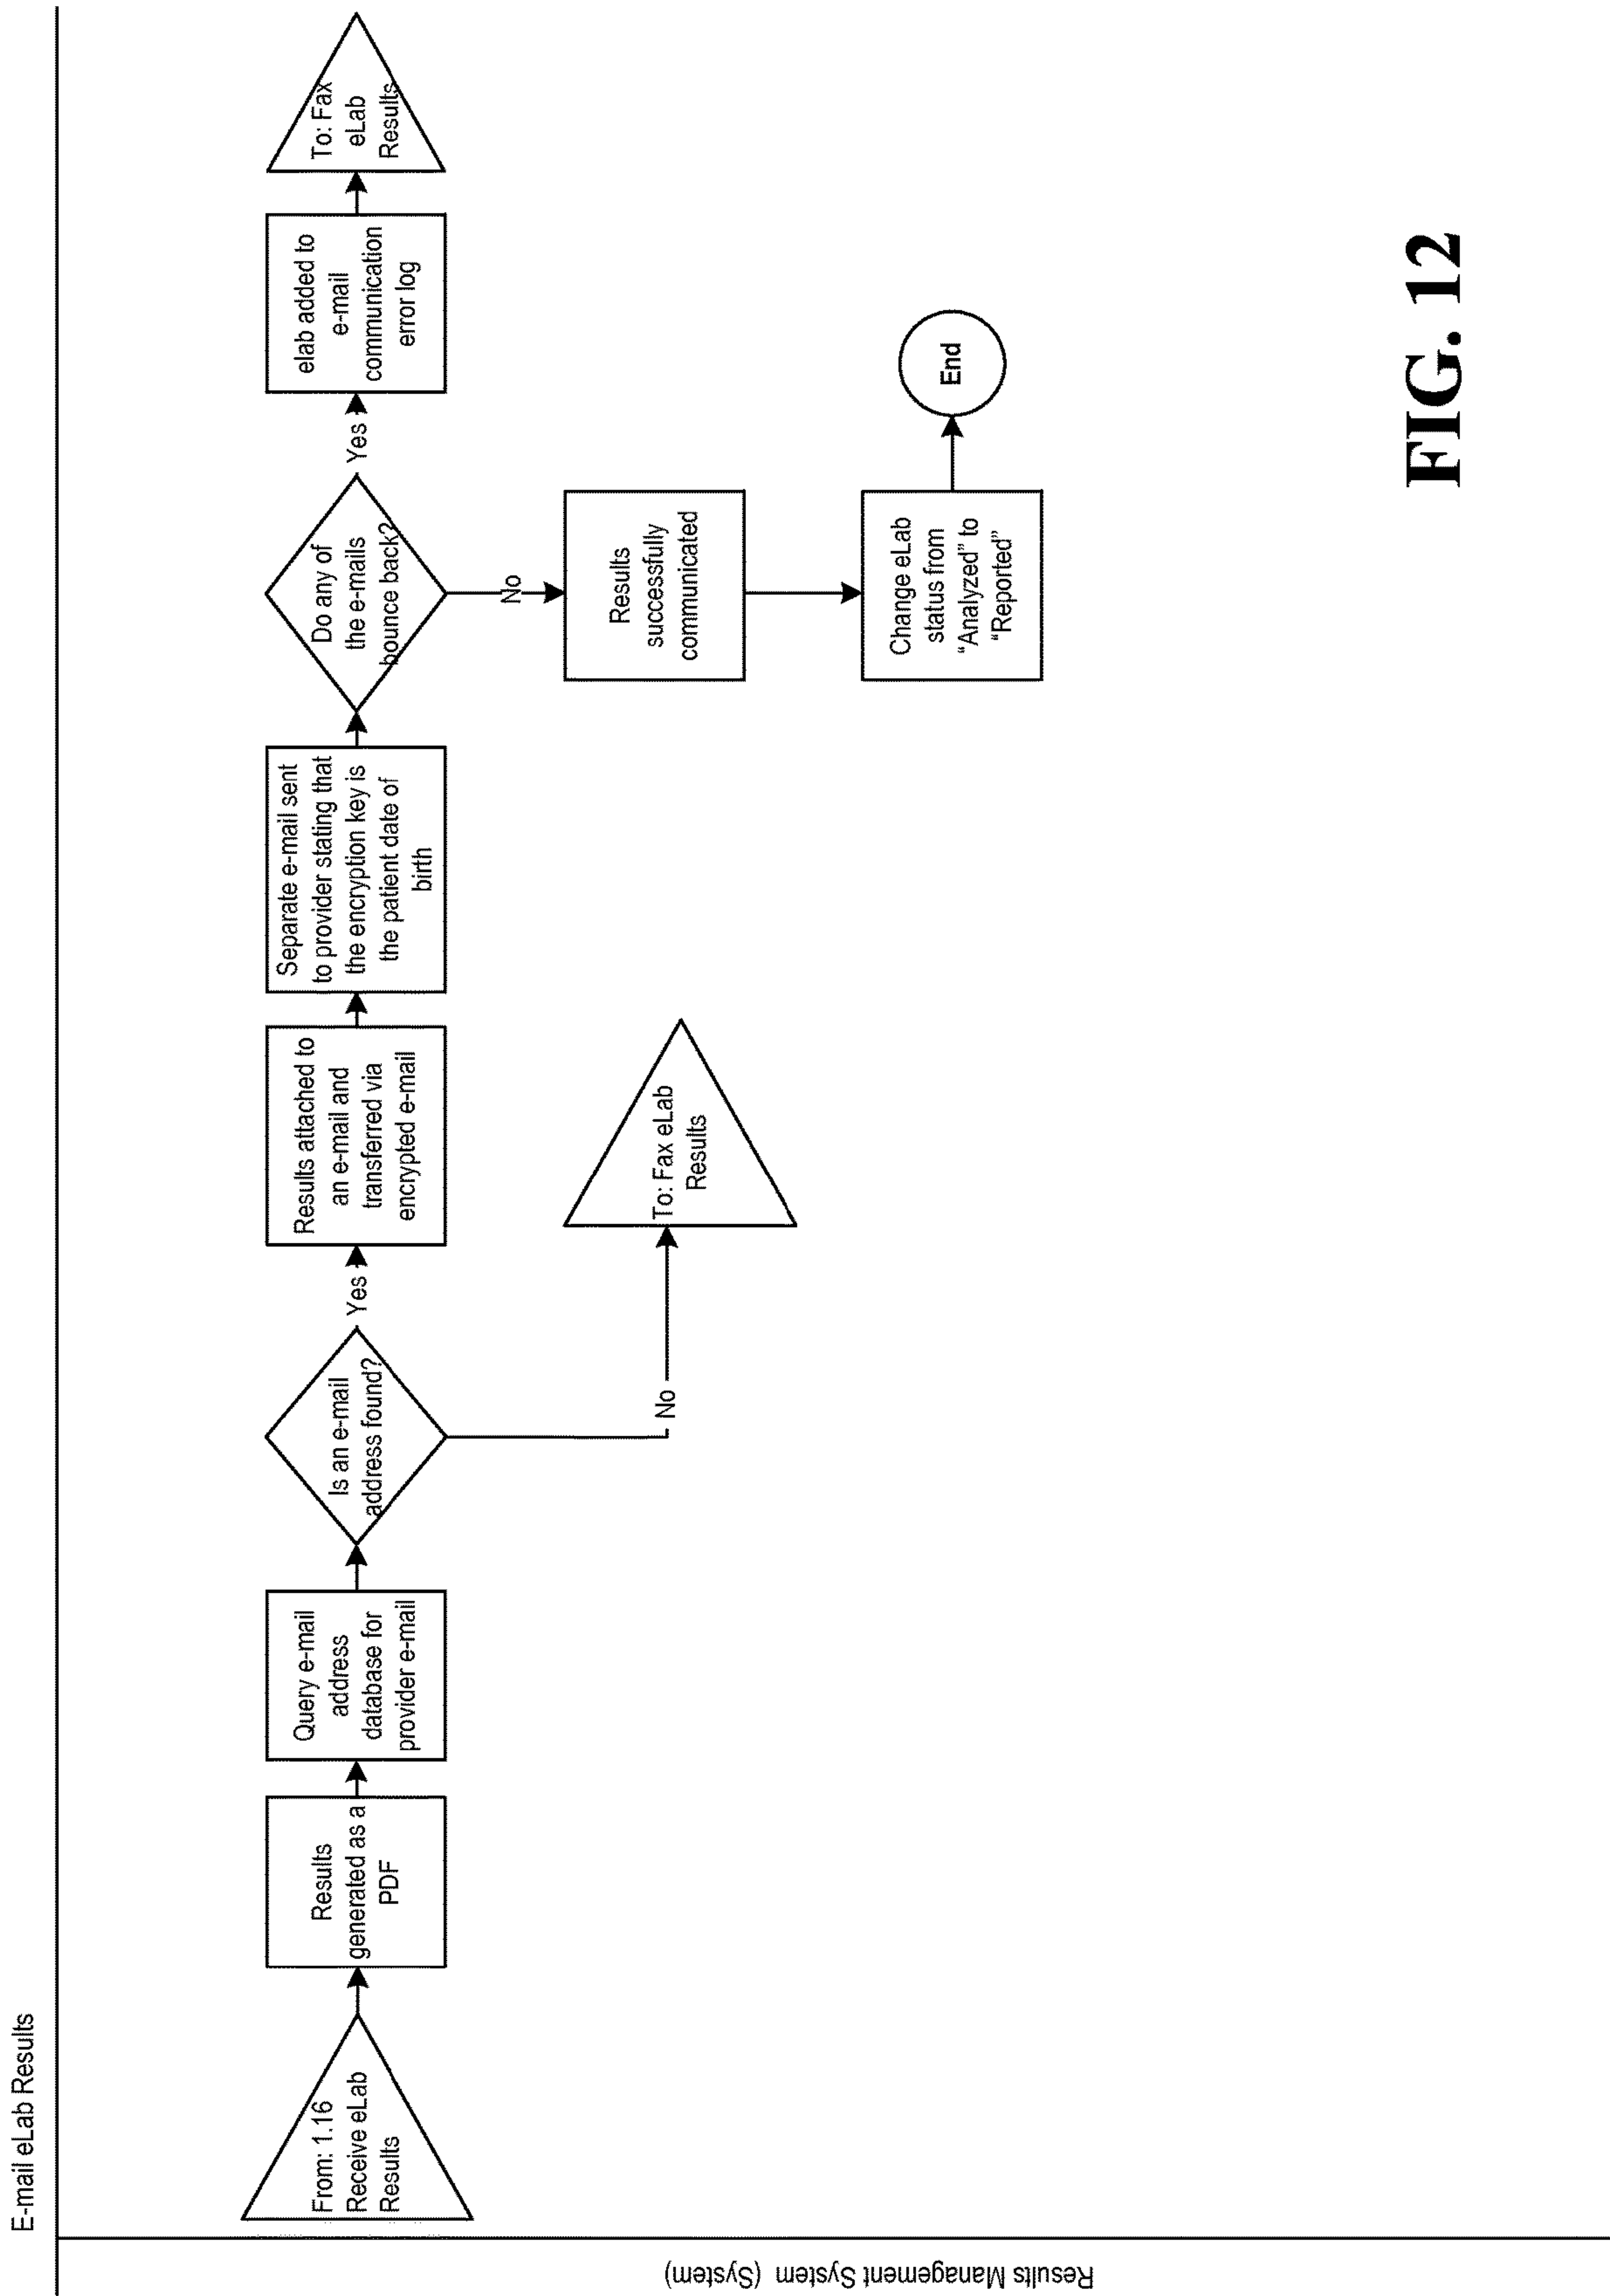 E-mail eLab Results
Results Management System (System)
From: 1.16
Receive eLab
Results
Results
generated as a
PDF
Query e-mail
address
database for
provider e-mail
Is an e-mail
address found?
Yes
No
To: Fax eLab
Results
Results attached to
an e-mail and
transferred via
encrypted e-mail
Separate e-mail sent
to provider stating that
the encryption key is
the patient date of
birth
Do any of
the e-mails
bounce back?
Yes
elab added to
e-mail
communication
error log
To: Fax
eLab
Results
No
Results
successfully
communicated
Change eLab
status from
“Analyzed” to
“Reported”
End
FIG. 12